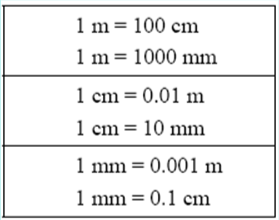 1 m = 100 cm
1 m = 1000 mm
1 cm = 0.01 m
1 cm = 10 mm
1 mm = 0.001 m
1 mm = 0.1 cm